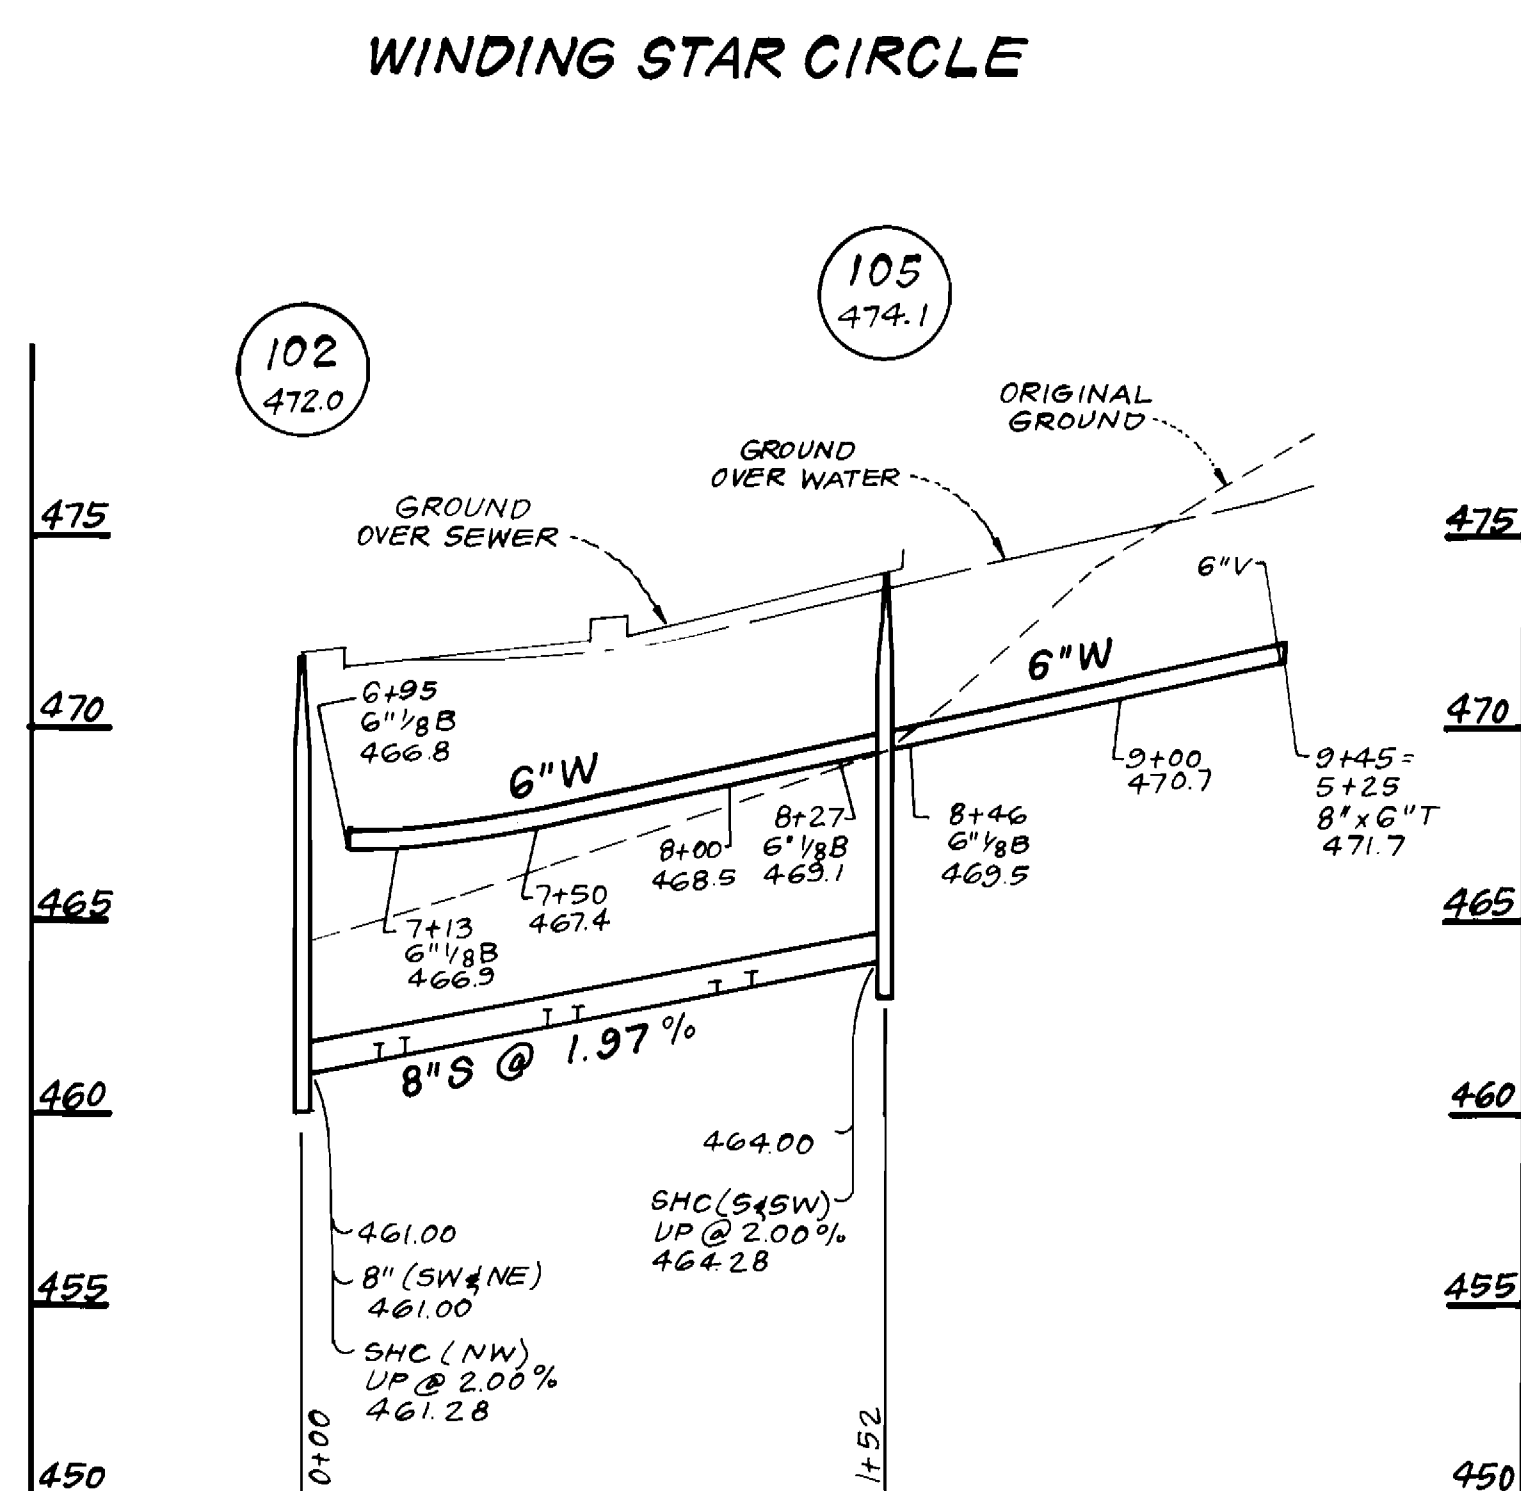 WINDING STAR CIRCLE
105
474.1
102
472.0
ORIGINAL
GROUND
GROUND
OVER WATER
GROUND
OVER SEWER
475
475
6"V
6"W
6+95
6" 1/8 B
466.8
470
470
6"W
9+00
470.7
9+45 =
5+25
8" x 6" T
471.7
8+27
6" 1/8 B
469.1
8+46
6" 1/8 B
469.5
8+00
468.5
7+50
467.4
465
465
7+13
6" 1/8 B
466.9
8"S @ 1.97 %
460
460
464.00
SHC (S & SW)
UP @ 2.00 %
464.28
461.00
8" (SW & NE)
461.00
455
455
SHC (NW)
UP @ 2.00 %
461.28
0+00
1+52
450
450